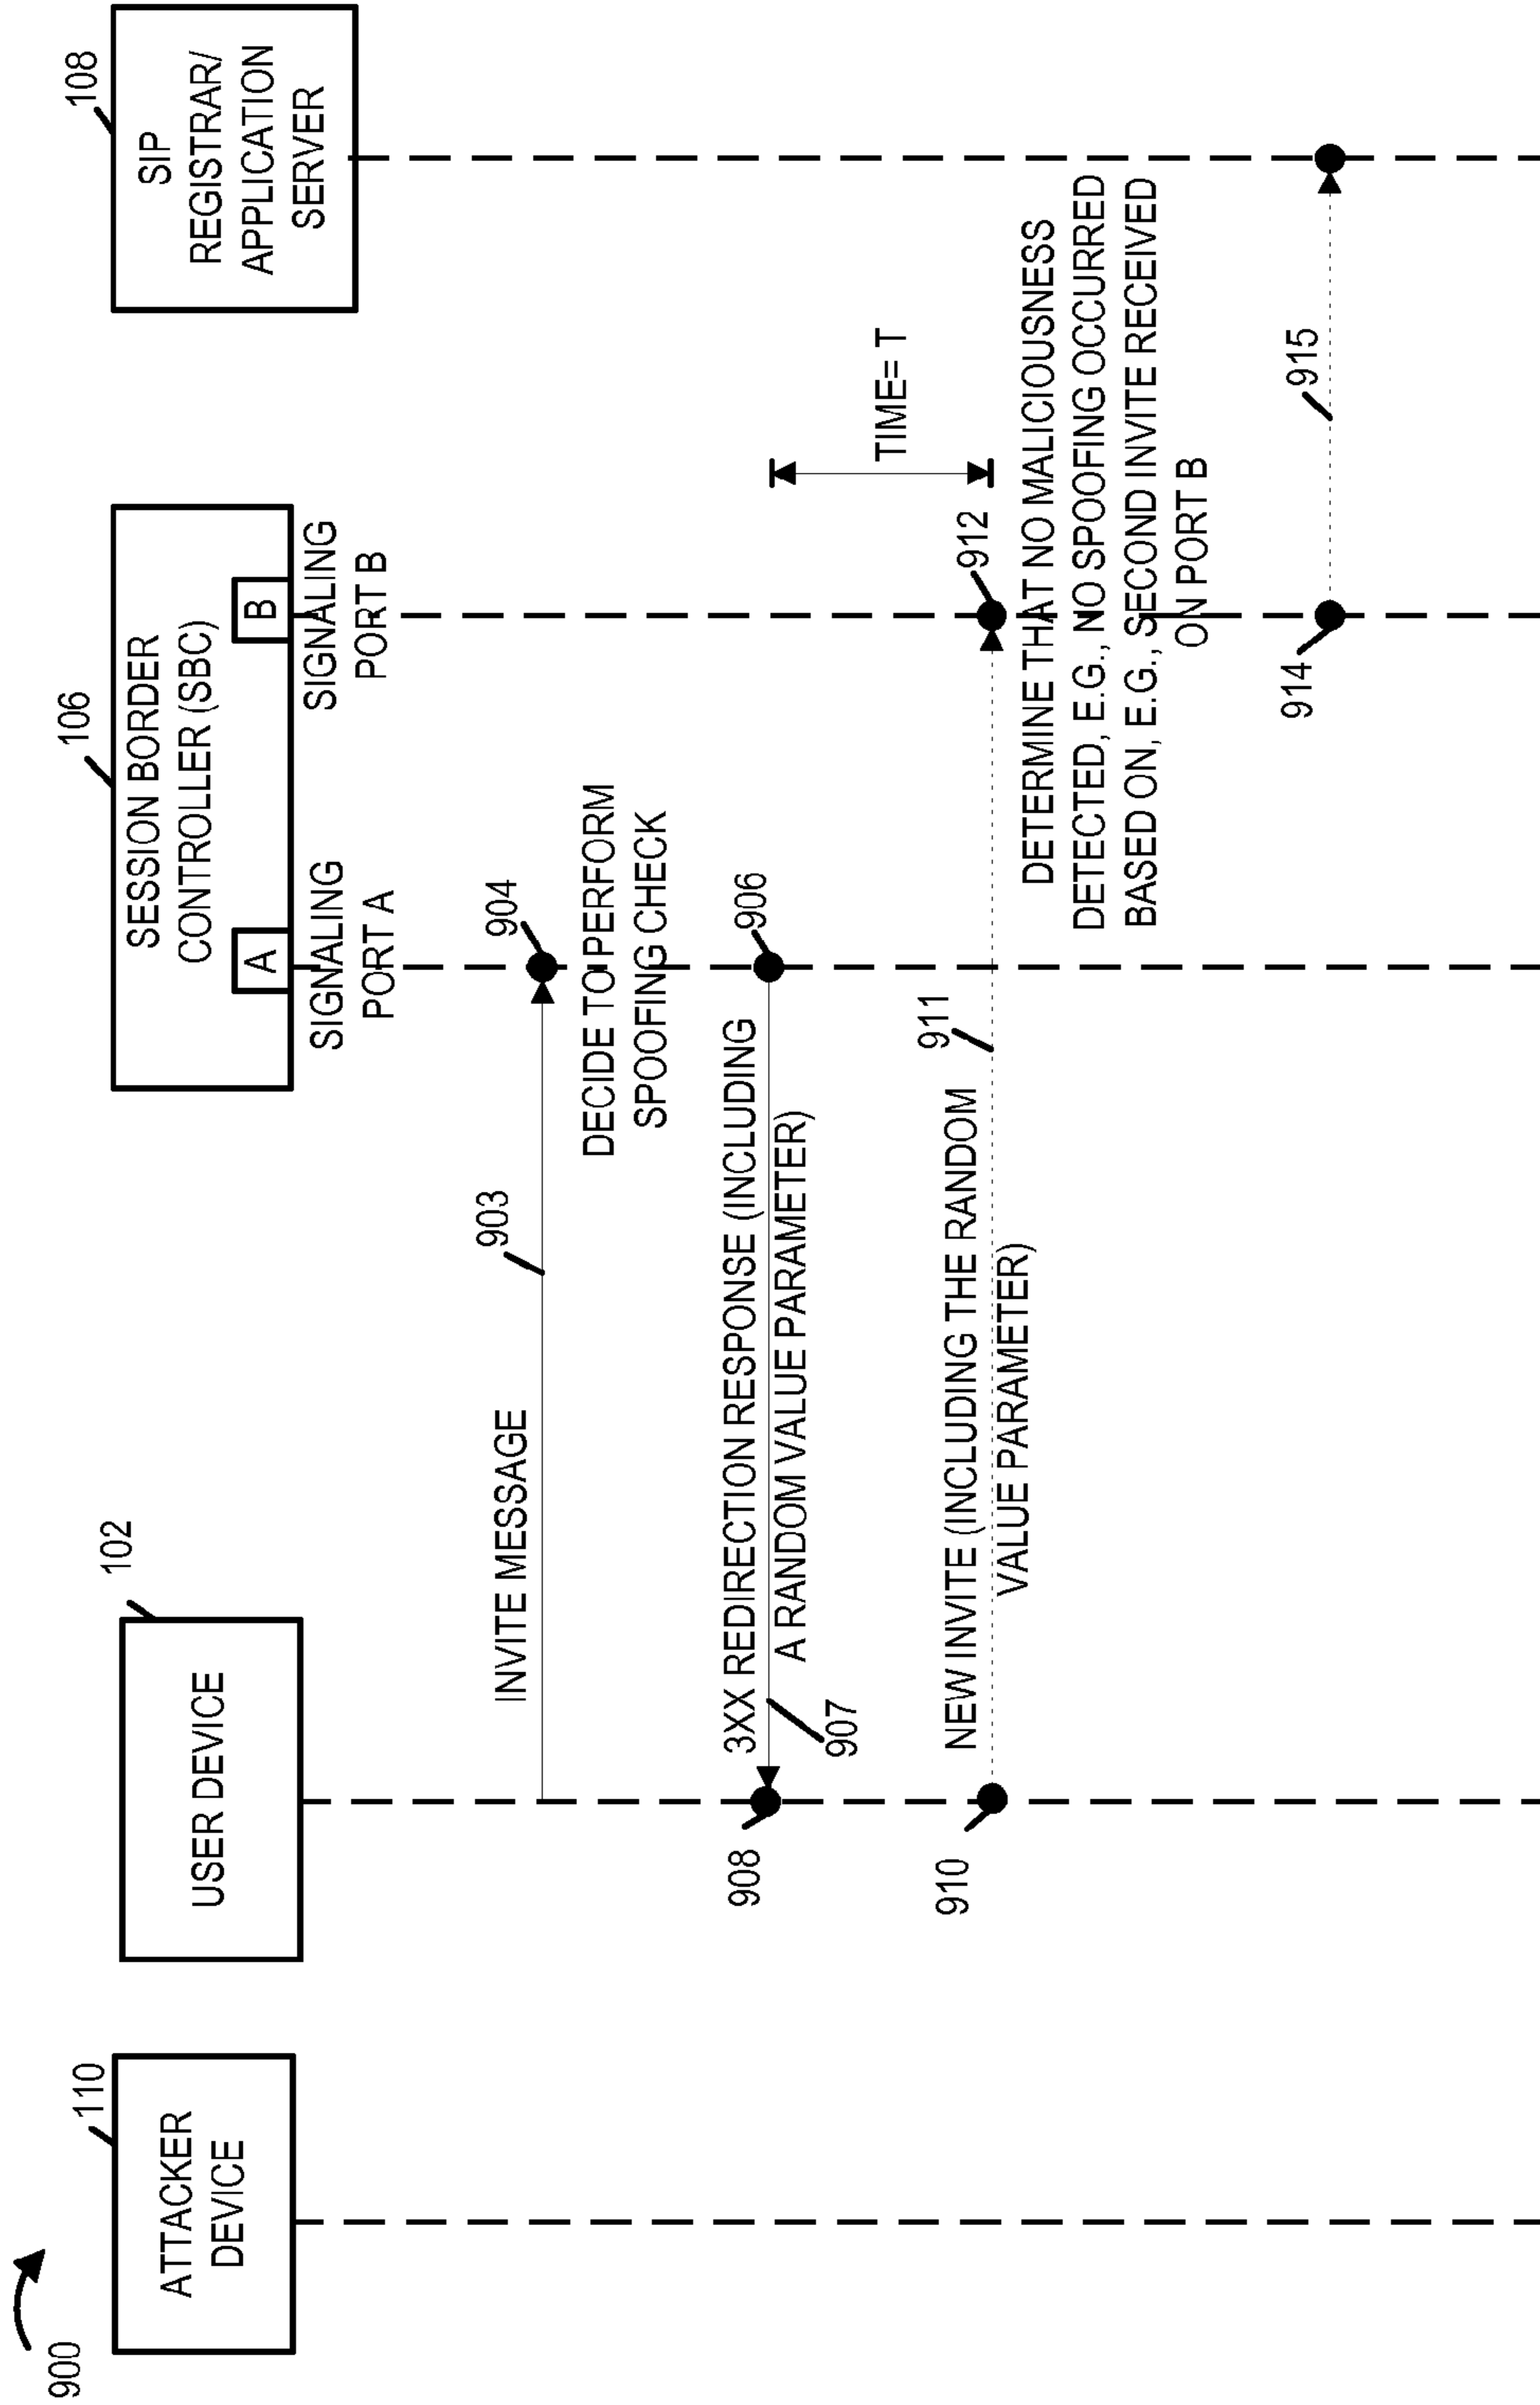 900
110
ATTACKER
DEVICE
102
USER DEVICE
106
SESSION BORDER
CONTROLLER (SBC)
A
B
SIGNALING
PORT A
SIGNALING
PORT B
108
SIP
REGISTRAR/
APPLICATION
SERVER
INVITE MESSAGE
903
904
DECIDE TO PERFORM
SPOOFING CHECK
908
3XX REDIRECTION RESPONSE (INCLUDING
A RANDOM VALUE PARAMETER)
907
906
TIME= T
910
NEW INVITE (INCLUDING THE RANDOM
VALUE PARAMETER)
911
912
DETERMINE THAT NO MALICIOUSNESS
DETECTED, E.G., NO SPOOFING OCCURRED
BASED ON, E.G., SECOND INVITE RECEIVED
ON PORT B
914
915